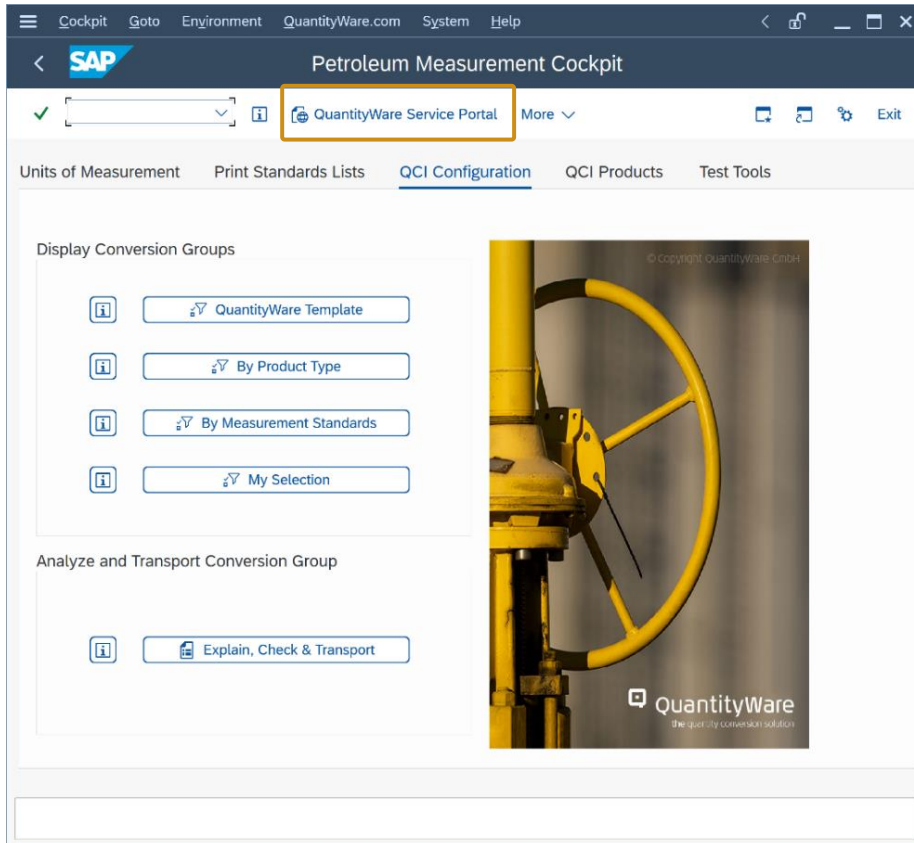 Cockpit Goto Environment QuantityWare.com System Help
SAP Petroleum Measurement Cockpit
QuantityWare Service Portal More Exit
Units of Measurement Print Standards Lists QCI Configuration QCI Products Test Tools
Display Conversion Groups
© Copyright QuantityWare GmbH
QuantityWare Template
By Product Type
By Measurement Standards
My Selection
Analyze and Transport Conversion Group
Explain, Check & Transport
QuantityWare
the quantity conversion solution